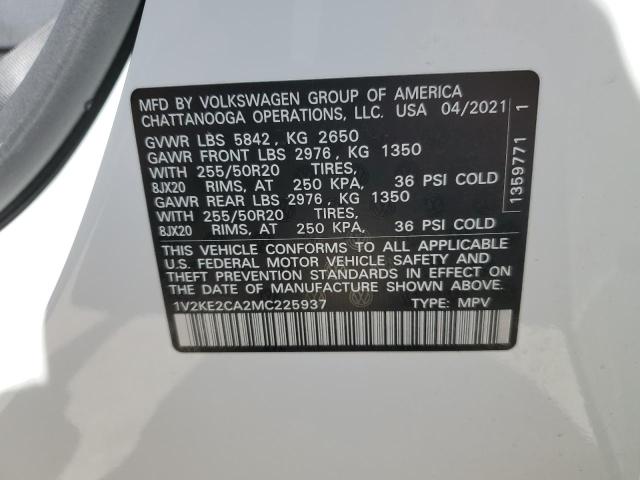 MFD BY VOLKSWAGEN GROUP OF AMERICA
CHATTANOOGA OPERATIONS, LLC. USA 04/2021
GVWR LBS 5842, KG 2650
GAWR FRONT LBS 2976, KG 1350
WITH 255/50R20 TIRES,
8JX20 RIMS, AT 250 KPA, 36 PSI COLD
GAWR REAR LBS 2976, KG 1350
WITH 255/50R20 TIRES,
8JX20 RIMS, AT 250 KPA, 36 PSI COLD
THIS VEHICLE CONFORMS TO ALL APPLICABLE
U.S. FEDERAL MOTOR VEHICLE SAFETY AND
THEFT PREVENTION STANDARDS IN EFFECT ON
THE DATE OF MANUFACTURE SHOWN ABOVE.
1V2KE2CA2MC225937 TYPE: MPV
1359771 1